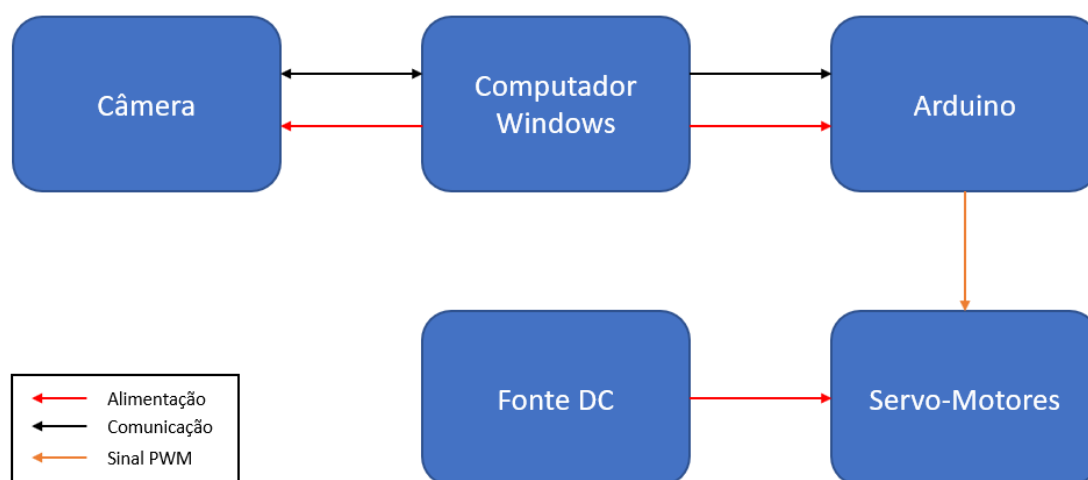 Câmera
Computador
Windows
Arduino
Fonte DC
Servo-Motores
Alimentação
Comunicação
Sinal PWM